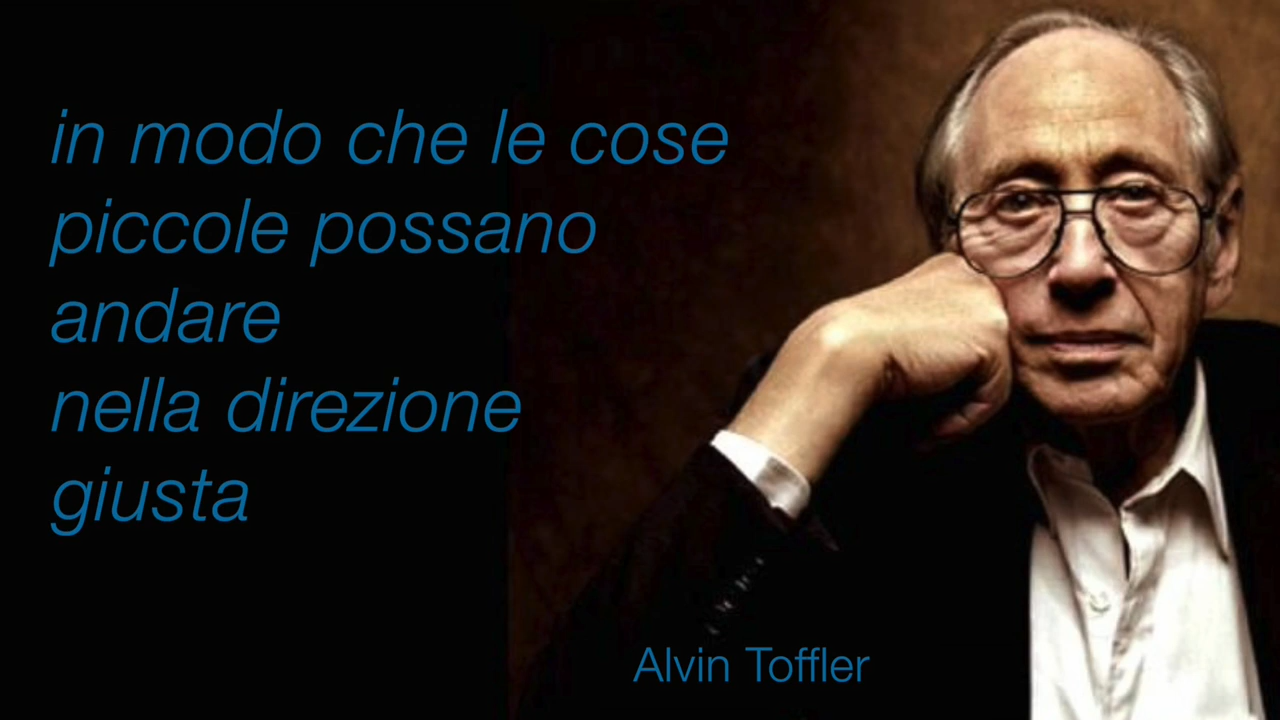 in modo che le cose
piccole possano
andare
nella direzione
giusta
Alvin Toffler